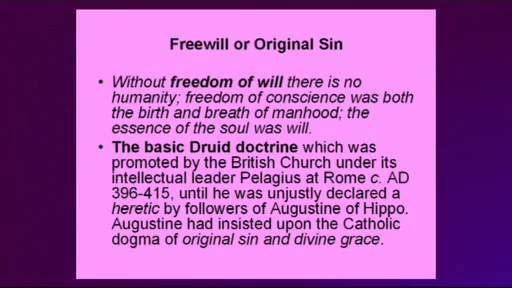 Freewill or Original Sin
• Without freedom of will there is no
humanity; freedom of conscience was both
the birth and breath of manhood; the
essence of the soul was will.
• The basic Druid doctrine which was
promoted by the British Church under its
intellectual leader Pelagius at Rome c. AD
396-415, until he was unjustly declared a
heretic by followers of Augustine of Hippo.
Augustine had insisted upon the Catholic
dogma of original sin and divine grace.